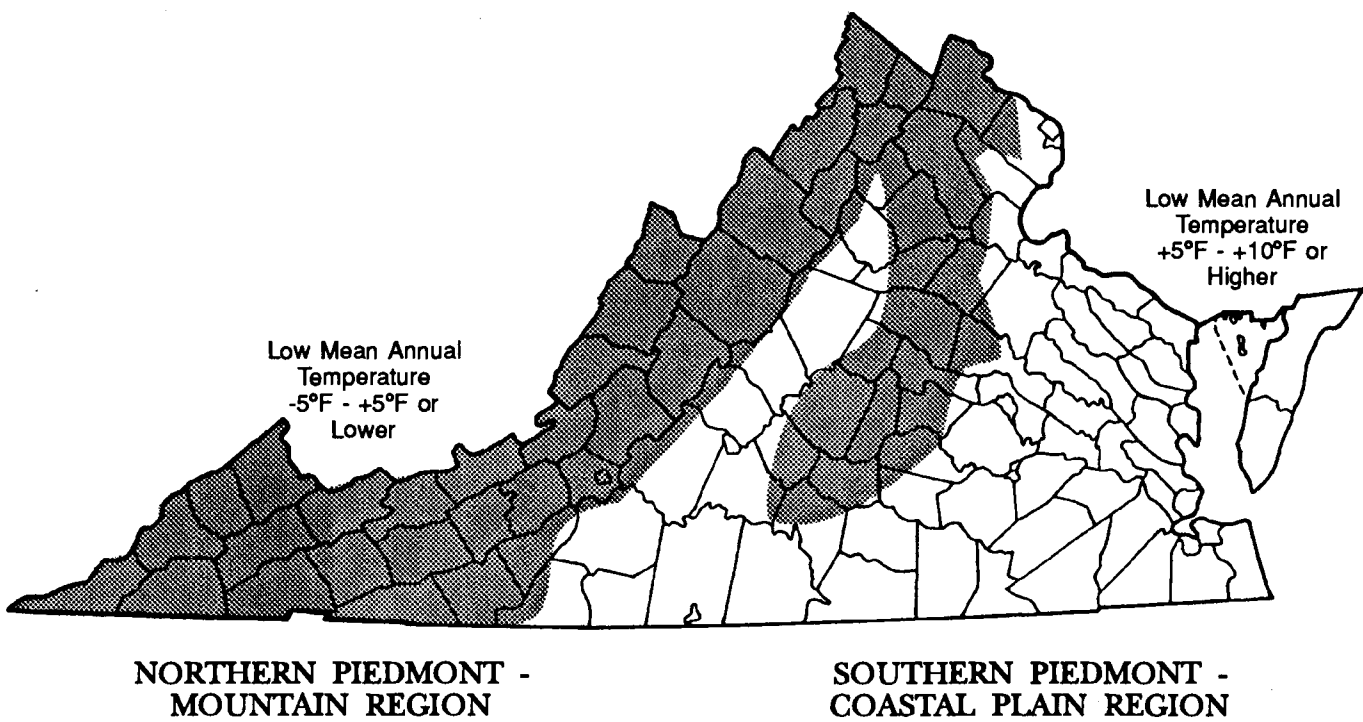 Low Mean Annual
Temperature
+5°F - +10°F or
Higher
Low Mean Annual
Temperature
-5°F - +5°F or
Lower
NORTHERN PIEDMONT -
MOUNTAIN REGION
SOUTHERN PIEDMONT -
COASTAL PLAIN REGION